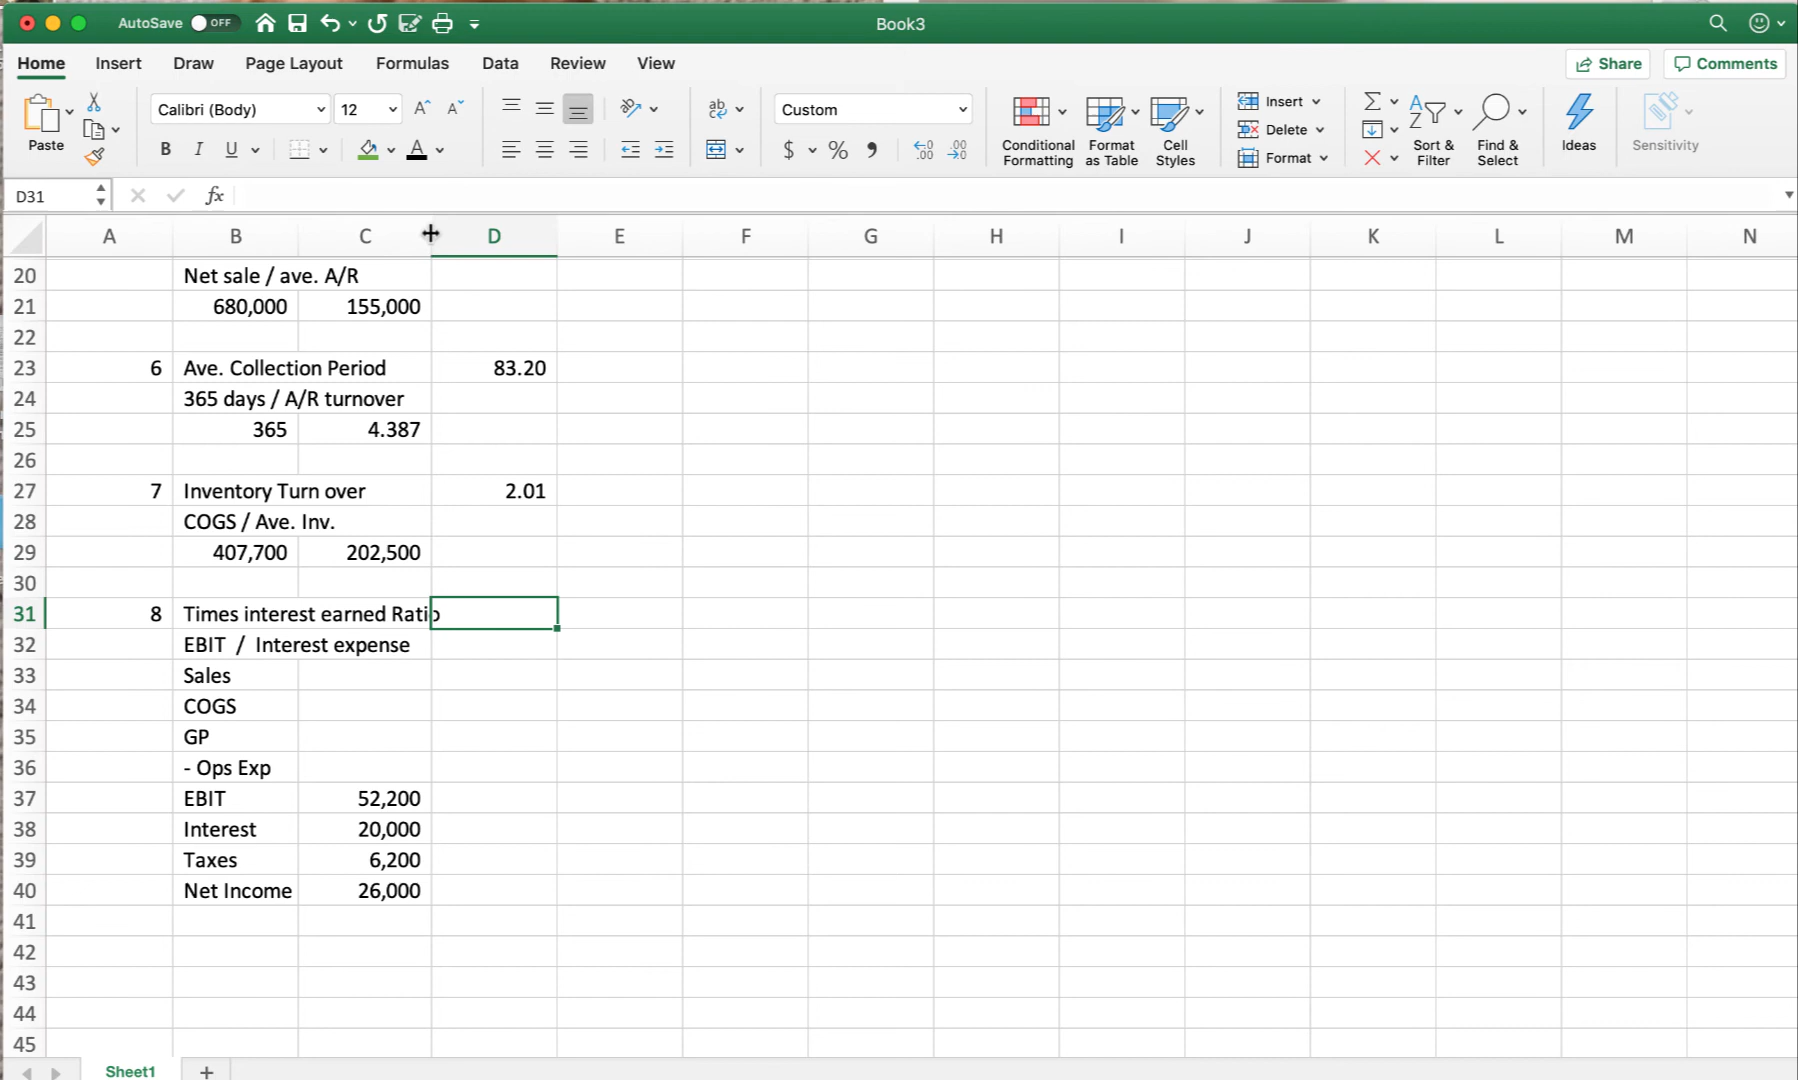 AutoSave OFF Book3
Home Insert Draw Page Layout Formulas Data Review View Share Comments
Paste Calibri (Body) 12 A^ A˅ ab Custom Conditional Formatting Format as Table Cell Styles Insert Delete Format Sort & Filter Find & Select Ideas Sensitivity
B I U A $ % 9 .00 .00
D31 fx
A B C D E F G H I J K L M N
20 Net sale / ave. A/R
21 680,000 155,000
22
23 6 Ave. Collection Period 83.20
24 365 days / A/R turnover
25 365 4.387
26
27 7 Inventory Turn over 2.01
28 COGS / Ave. Inv.
29 407,700 202,500
30
31 8 Times interest earned Ratio
32 EBIT / Interest expense
33 Sales
34 COGS
35 GP
36 - Ops Exp
37 EBIT 52,200
38 Interest 20,000
39 Taxes 6,200
40 Net Income 26,000
41
42
43
44
45
Sheet1 +